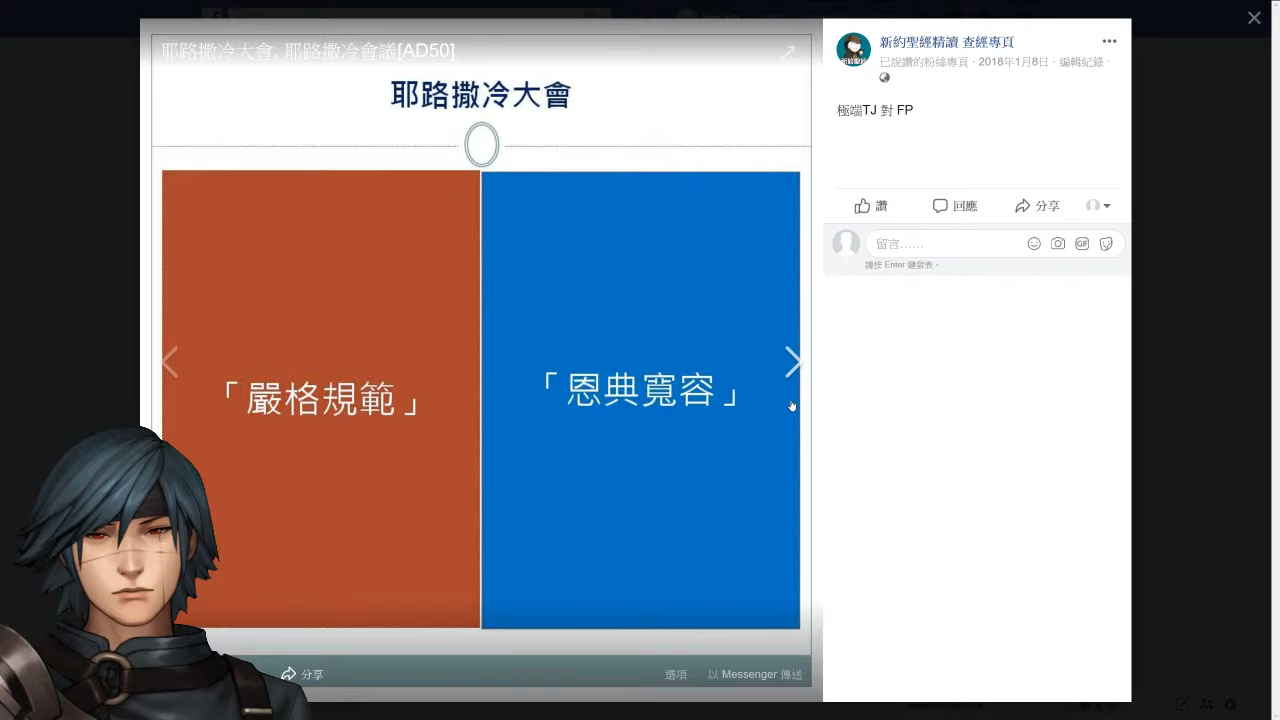 耶路撒冷大會, 耶路撒冷會議[AD50]
耶路撒冷大會
「嚴格規範」
「恩典寬容」
分享
選項
以 Messenger 傳送
新約聖經精讀 查經專頁
已說讚的粉絲專頁 · 2018年1月8日 · 編輯紀錄 ·
極端TJ 對 FP
讚
回應
分享
留言……
GIF
請按 Enter 鍵發表。